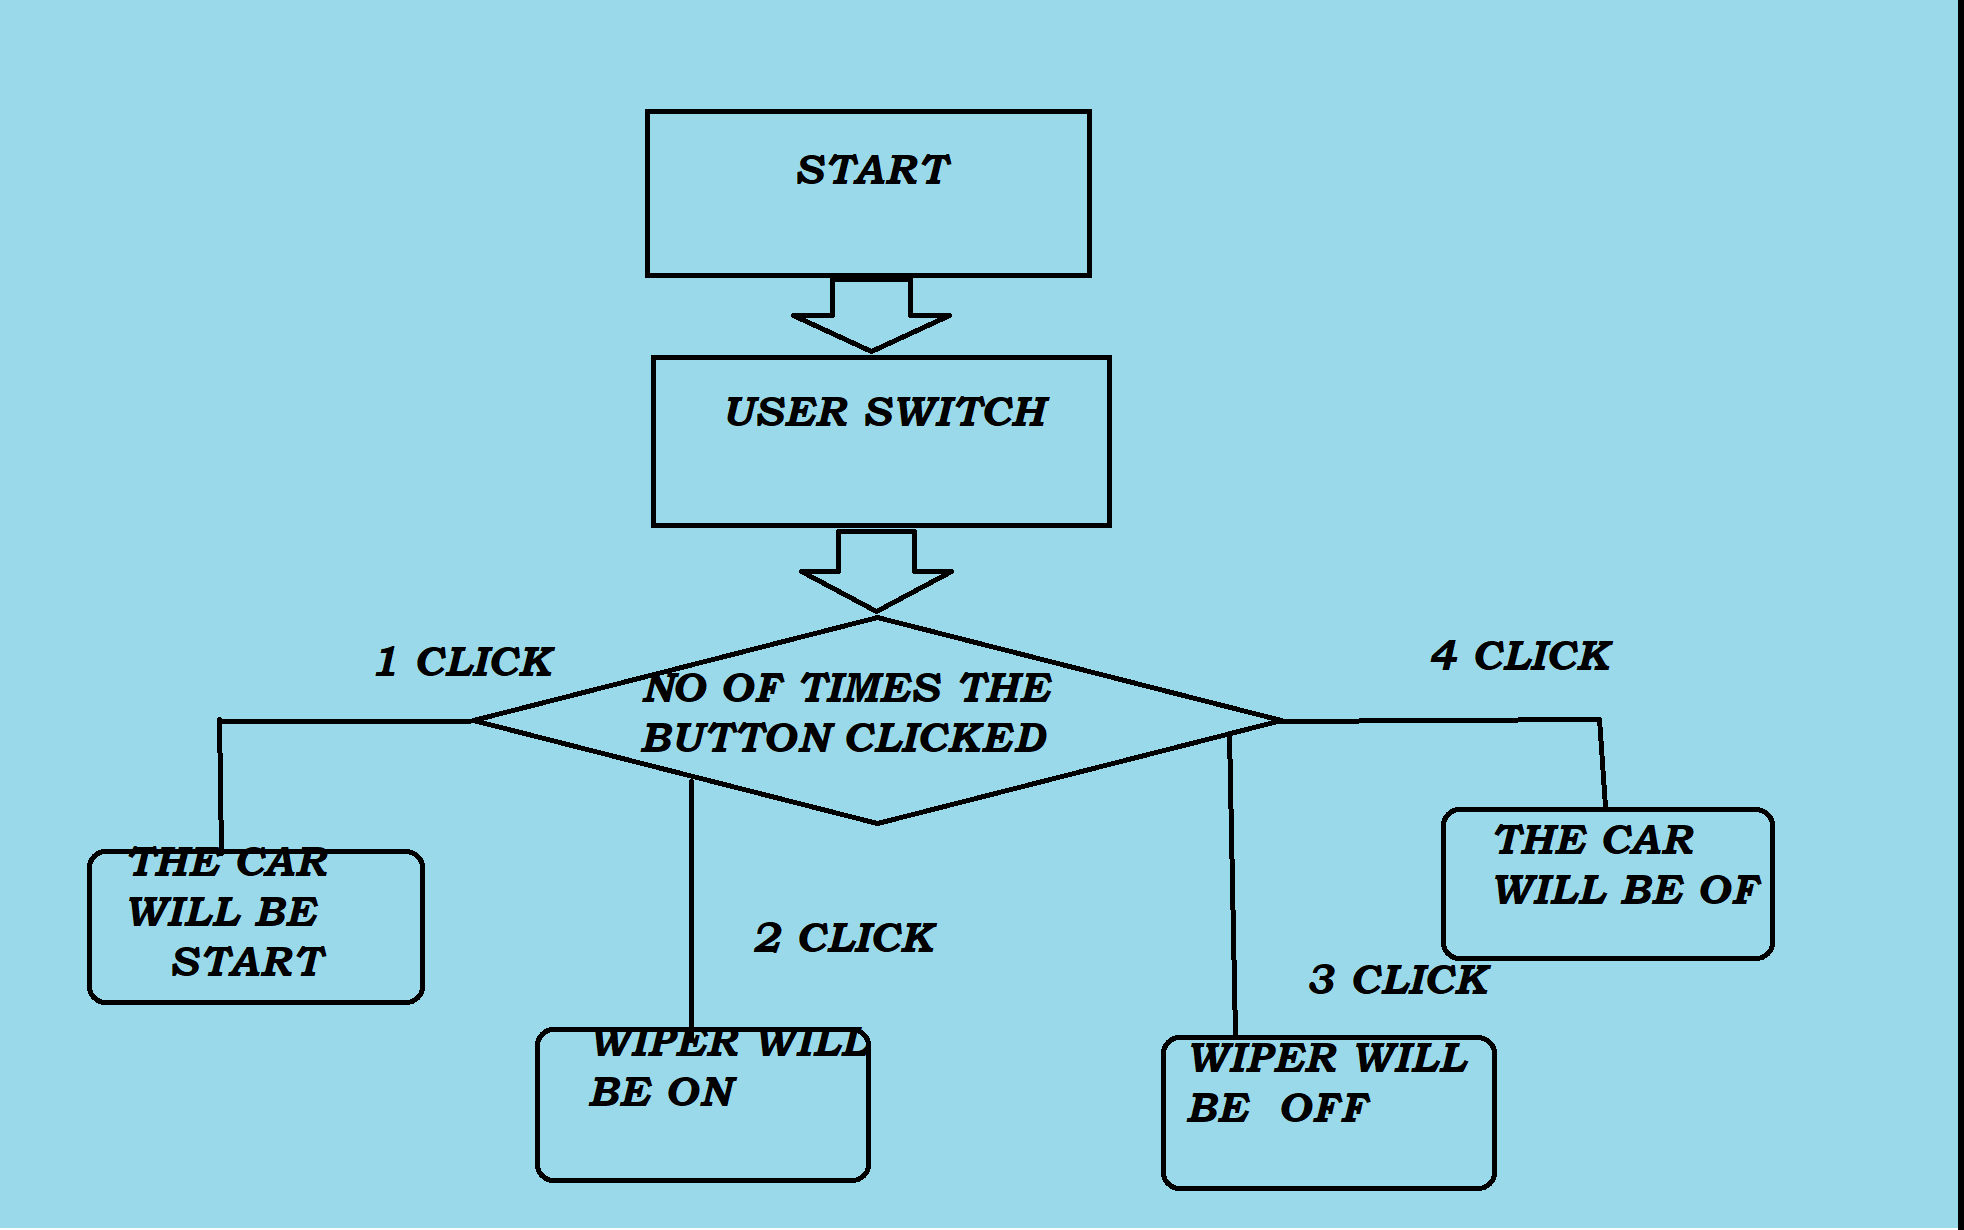 START
USER SWITCH
1 CLICK
4 CLICK
NO OF TIMES THE
BUTTON CLICKED
THE CAR
WILL BE OF
THE CAR
WILL BE
START
2 CLICK
3 CLICK
WIPER WILL
BE ON
WIPER WILL
BE OFF